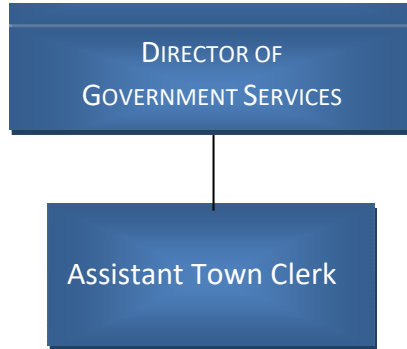 DIRECTOR OF
GOVERNMENT SERVICES
Assistant Town Clerk